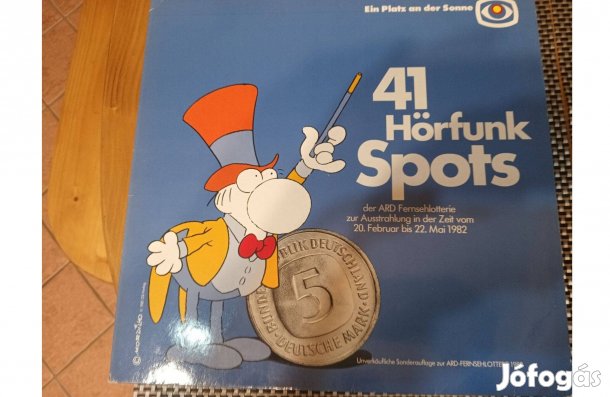 Ein Platz an der Sonne
41
Hörfunk
Spots
der ARD Fernsehlotterie
zur Ausstrahlung in der Zeit vom
20. Februar bis 22. Mai 1982
BUNDESREPUBLIK DEUTSCHLAND
5
DEUTSCHE MARK
Unverkäufliche Sonderauflage zur ARD-FERNSEHLOTTERIE
Jófogás